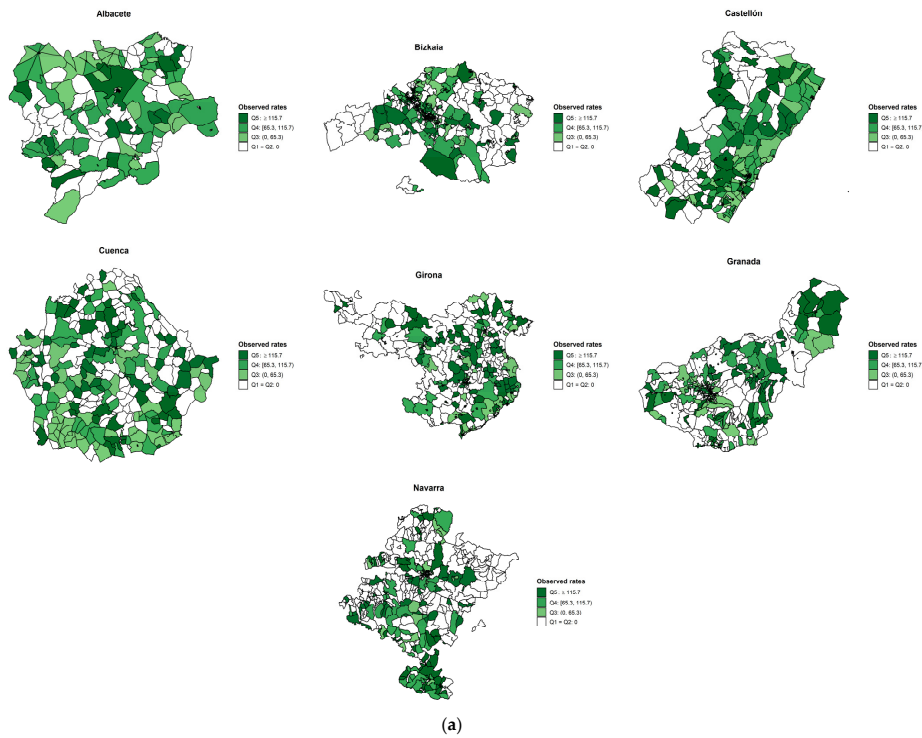 Albacete
Observed rates
Q5: ≥ 115.7
Q4: [65.3, 115.7)
Q3: (0, 65.3)
Q1 = Q2: 0
Bizkaia
Observed rates
Q5: ≥ 115.7
Q4: [65.3, 115.7)
Q3: (0, 65.3)
Q1 = Q2: 0
Castellón
Observed rates
Q5: ≥ 115.7
Q4: [65.3, 115.7)
Q3: (0, 65.3)
Q1 = Q2: 0
Cuenca
Observed rates
Q5: ≥ 115.7
Q4: [65.3, 115.7)
Q3: (0, 65.3)
Q1 = Q2: 0
Girona
Observed rates
Q5: ≥ 115.7
Q4: [65.3, 115.7)
Q3: (0, 65.3)
Q1 = Q2: 0
Granada
Observed rates
Q5: ≥ 115.7
Q4: [65.3, 115.7)
Q3: (0, 65.3)
Q1 = Q2: 0
Navarra
Observed rates
Q5: ≥ 115.7
Q4: [65.3, 115.7)
Q3: (0, 65.3)
Q1 = Q2: 0
(a)